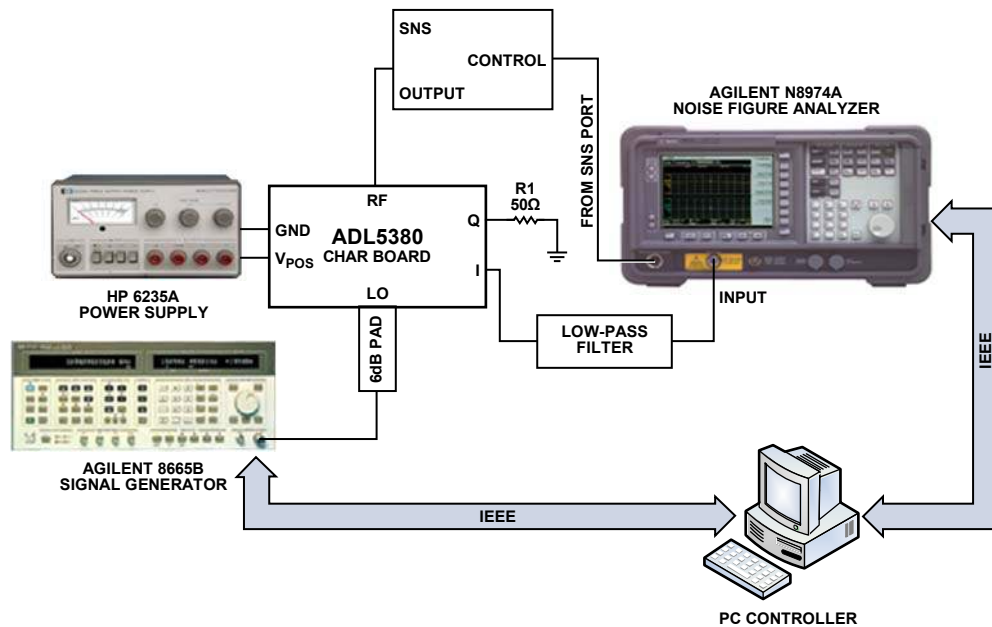 SNS
CONTROL
OUTPUT
AGILENT N8974A
NOISE FIGURE ANALYZER
FROM SNS PORT
RF
R1
50Ω
Q
GND
ADL5380
CHAR BOARD
VPOS
I
LO
INPUT
HP 6235A
POWER SUPPLY
6dB PAD
LOW-PASS
FILTER
IEEE
AGILENT 8665B
SIGNAL GENERATOR
IEEE
PC CONTROLLER